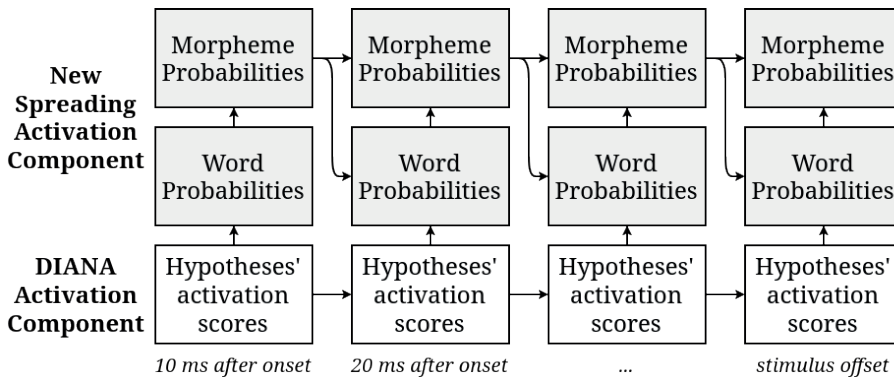 New
Spreading
Activation
Component
Morpheme
Probabilities
Morpheme
Probabilities
Morpheme
Probabilities
Morpheme
Probabilities
Word
Probabilities
Word
Probabilities
Word
Probabilities
Word
Probabilities
DIANA
Activation
Component
Hypotheses'
activation
scores
Hypotheses'
activation
scores
Hypotheses'
activation
scores
Hypotheses'
activation
scores
10 ms after onset
20 ms after onset
...
stimulus offset